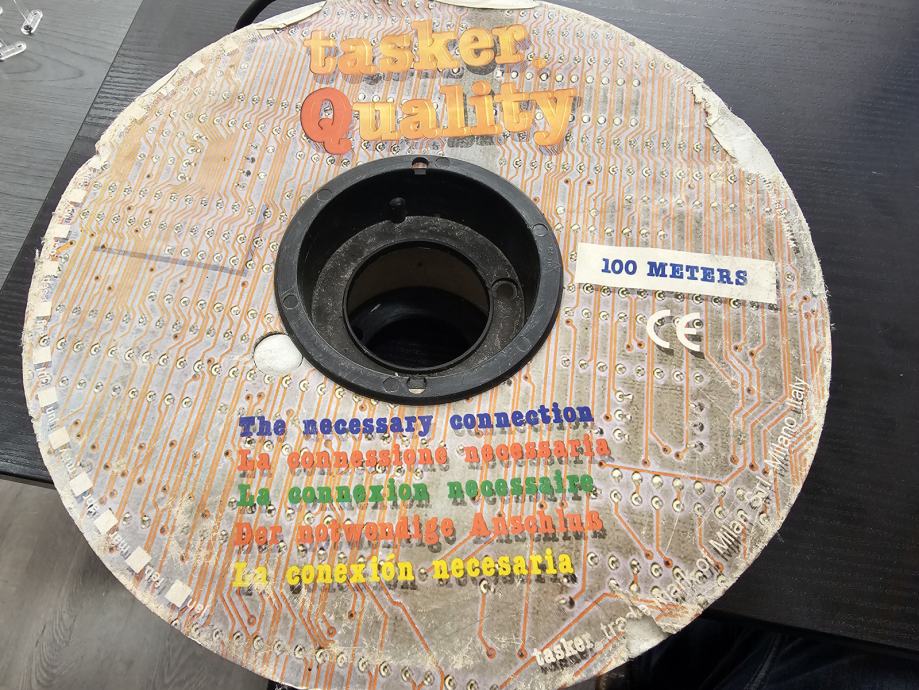 tasker
Quality
100 METERS
CE
The necessary connection
La connessione necessaria
La connexion necessaire
Der notwendige Anschluß
La conexión necesaria
tasker Milan S.r.l. Milano Italy